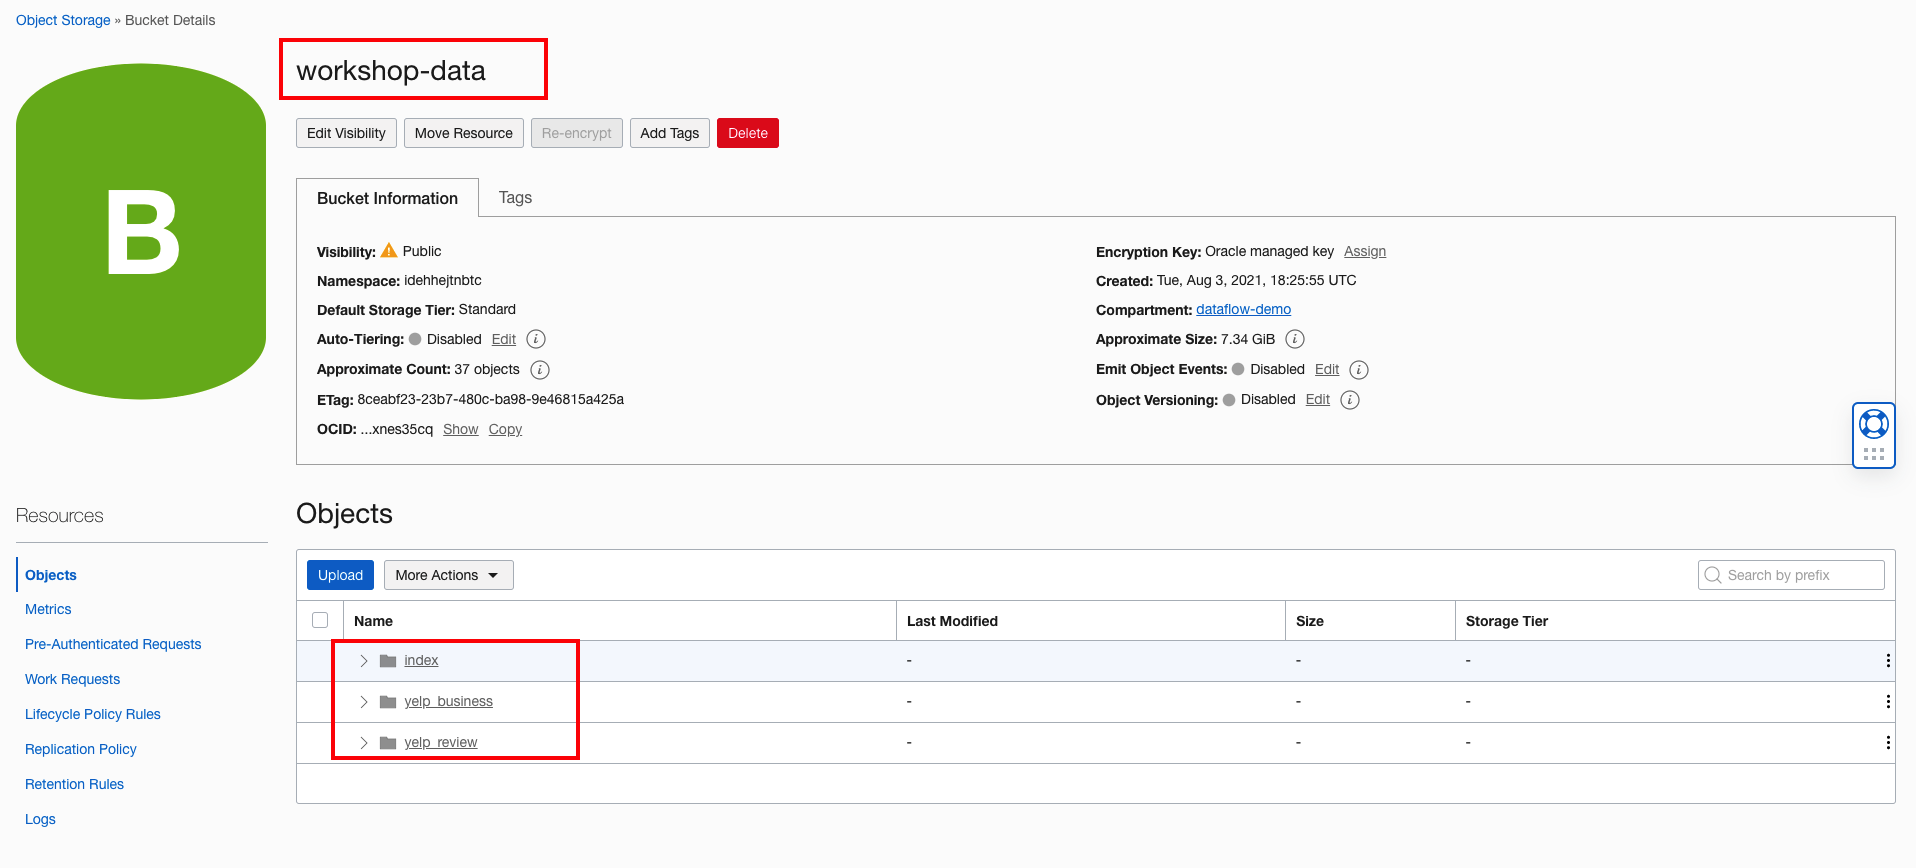 Object Storage » Bucket Details
B
workshop-data
Edit Visibility Move Resource Re-encrypt Add Tags Delete
Bucket Information Tags
Visibility: Public
Namespace: idehhejtnbtc
Default Storage Tier: Standard
Auto-Tiering: Disabled Edit i
Approximate Count: 37 objects i
ETag: 8ceabf23-23b7-480c-ba98-9e46815a425a
OCID: ...xnes35cq Show Copy
Encryption Key: Oracle managed key Assign
Created: Tue, Aug 3, 2021, 18:25:55 UTC
Compartment: dataflow-demo
Approximate Size: 7.34 GiB i
Emit Object Events: Disabled Edit i
Object Versioning: Disabled Edit i
Resources
Objects
Metrics
Pre-Authenticated Requests
Work Requests
Lifecycle Policy Rules
Replication Policy
Retention Rules
Logs
Objects
Upload More Actions Search by prefix
Name Last Modified Size Storage Tier
index - - -
yelp_business - - -
yelp_review - - -